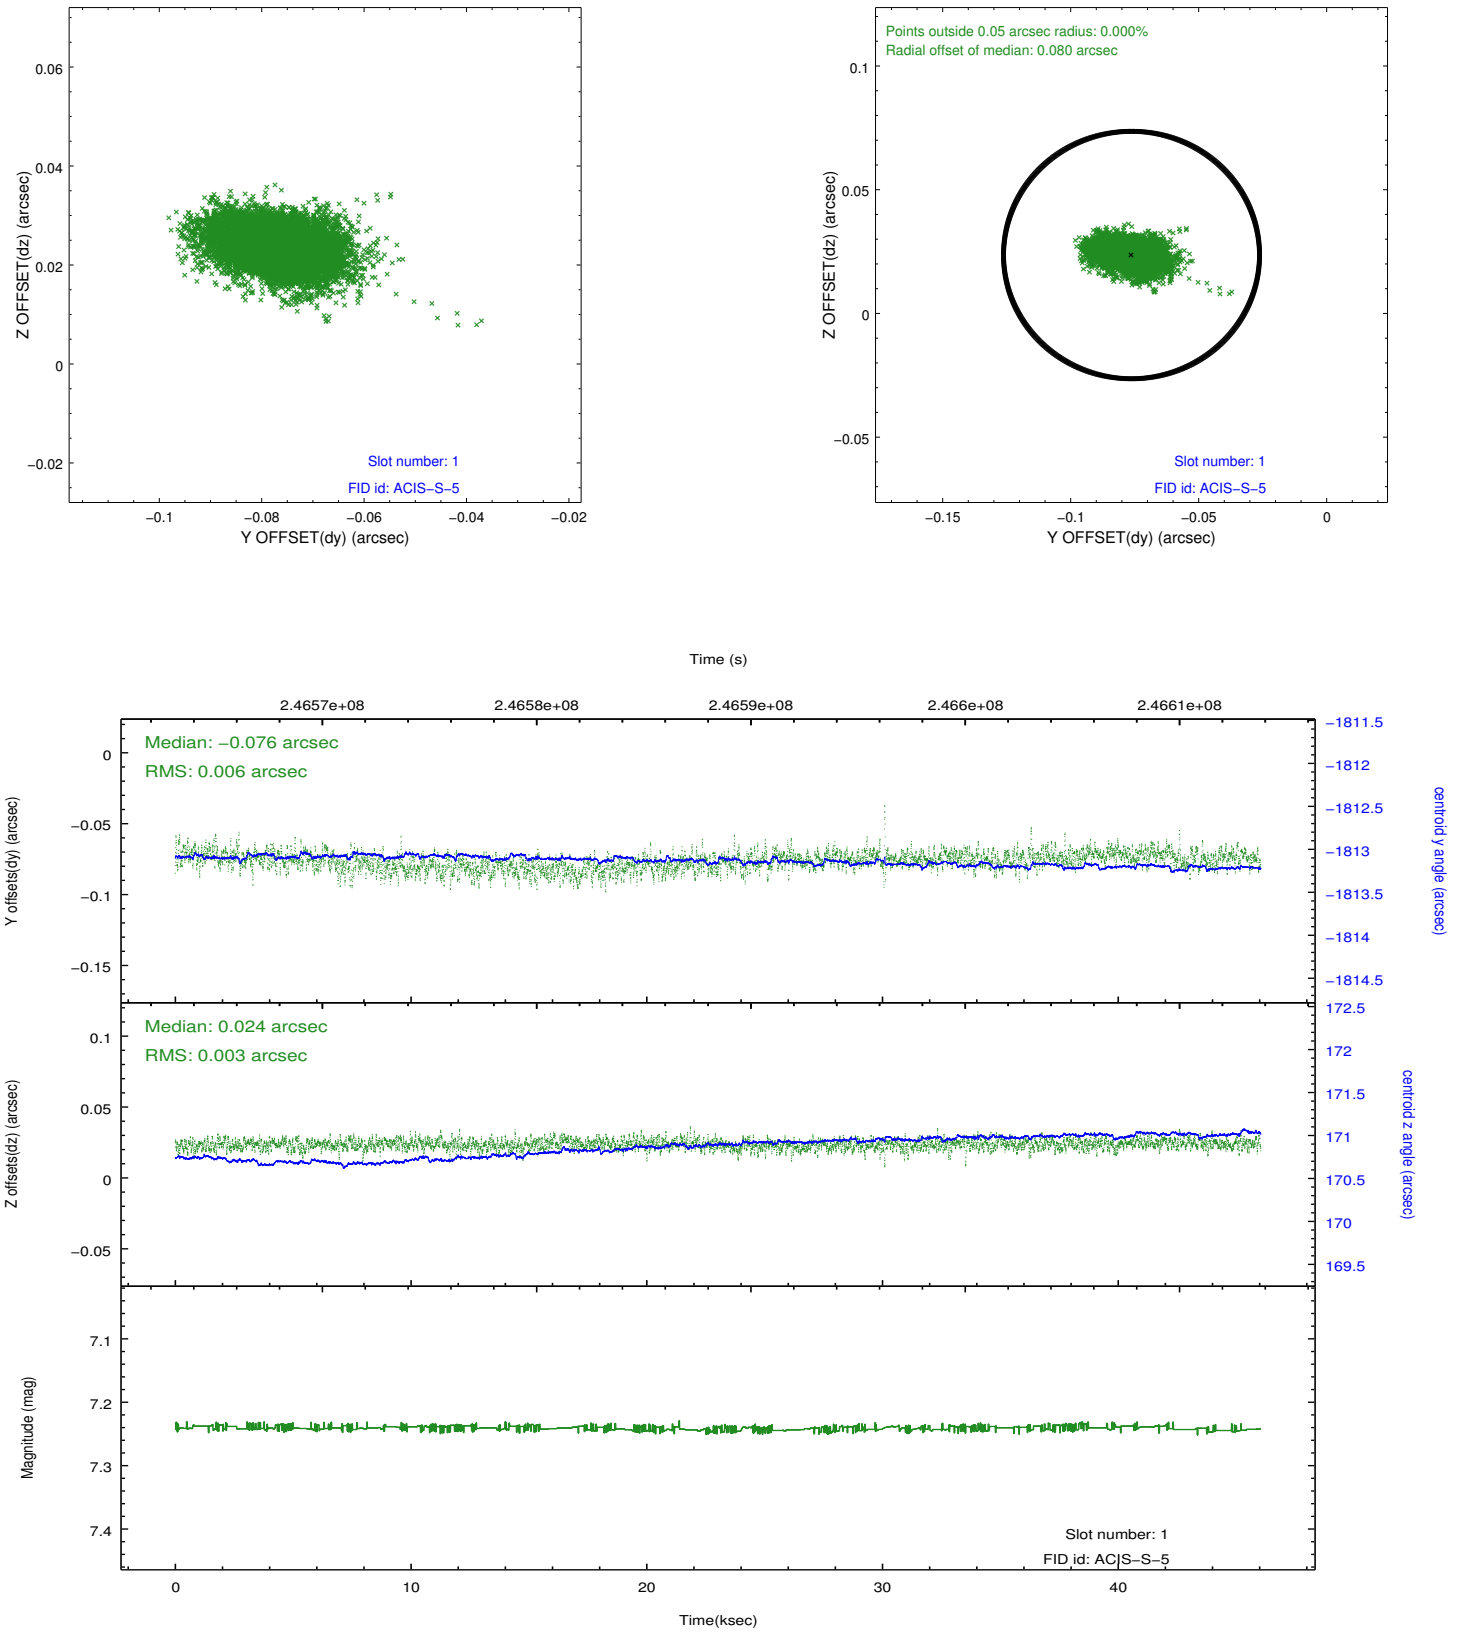 0.06
0.04
0.02
0
−0.02
Z OFFSET(dz) (arcsec)
Slot number: 1
FID id: ACIS−S−5
−0.1
−0.08
−0.06
−0.04
−0.02
Y OFFSET(dy) (arcsec)
Points outside 0.05 arcsec radius: 0.000%
Radial offset of median: 0.080 arcsec
0.1
0.05
0
−0.05
Z OFFSET(dz) (arcsec)
Slot number: 1
FID id: ACIS−S−5
−0.15
−0.1
−0.05
0
Y OFFSET(dy) (arcsec)
Time (s)
2.4657e+08
2.4658e+08
2.4659e+08
2.466e+08
2.4661e+08
Median: −0.076 arcsec
RMS: 0.006 arcsec
0
−0.05
−0.1
−0.15
Y offsets(dy) (arcsec)
−1811.5
−1812
−1812.5
−1813
−1813.5
−1814
−1814.5
centroid y angle (arcsec)
Median: 0.024 arcsec
RMS: 0.003 arcsec
0.1
0.05
0
−0.05
Z offsets(dz) (arcsec)
172.5
172
171.5
171
170.5
170
169.5
centroid z angle (arcsec)
7.1
7.2
7.3
7.4
Magnitude (mag)
Slot number: 1
FID id: ACIS−S−5
0
10
20
30
40
Time(ksec)